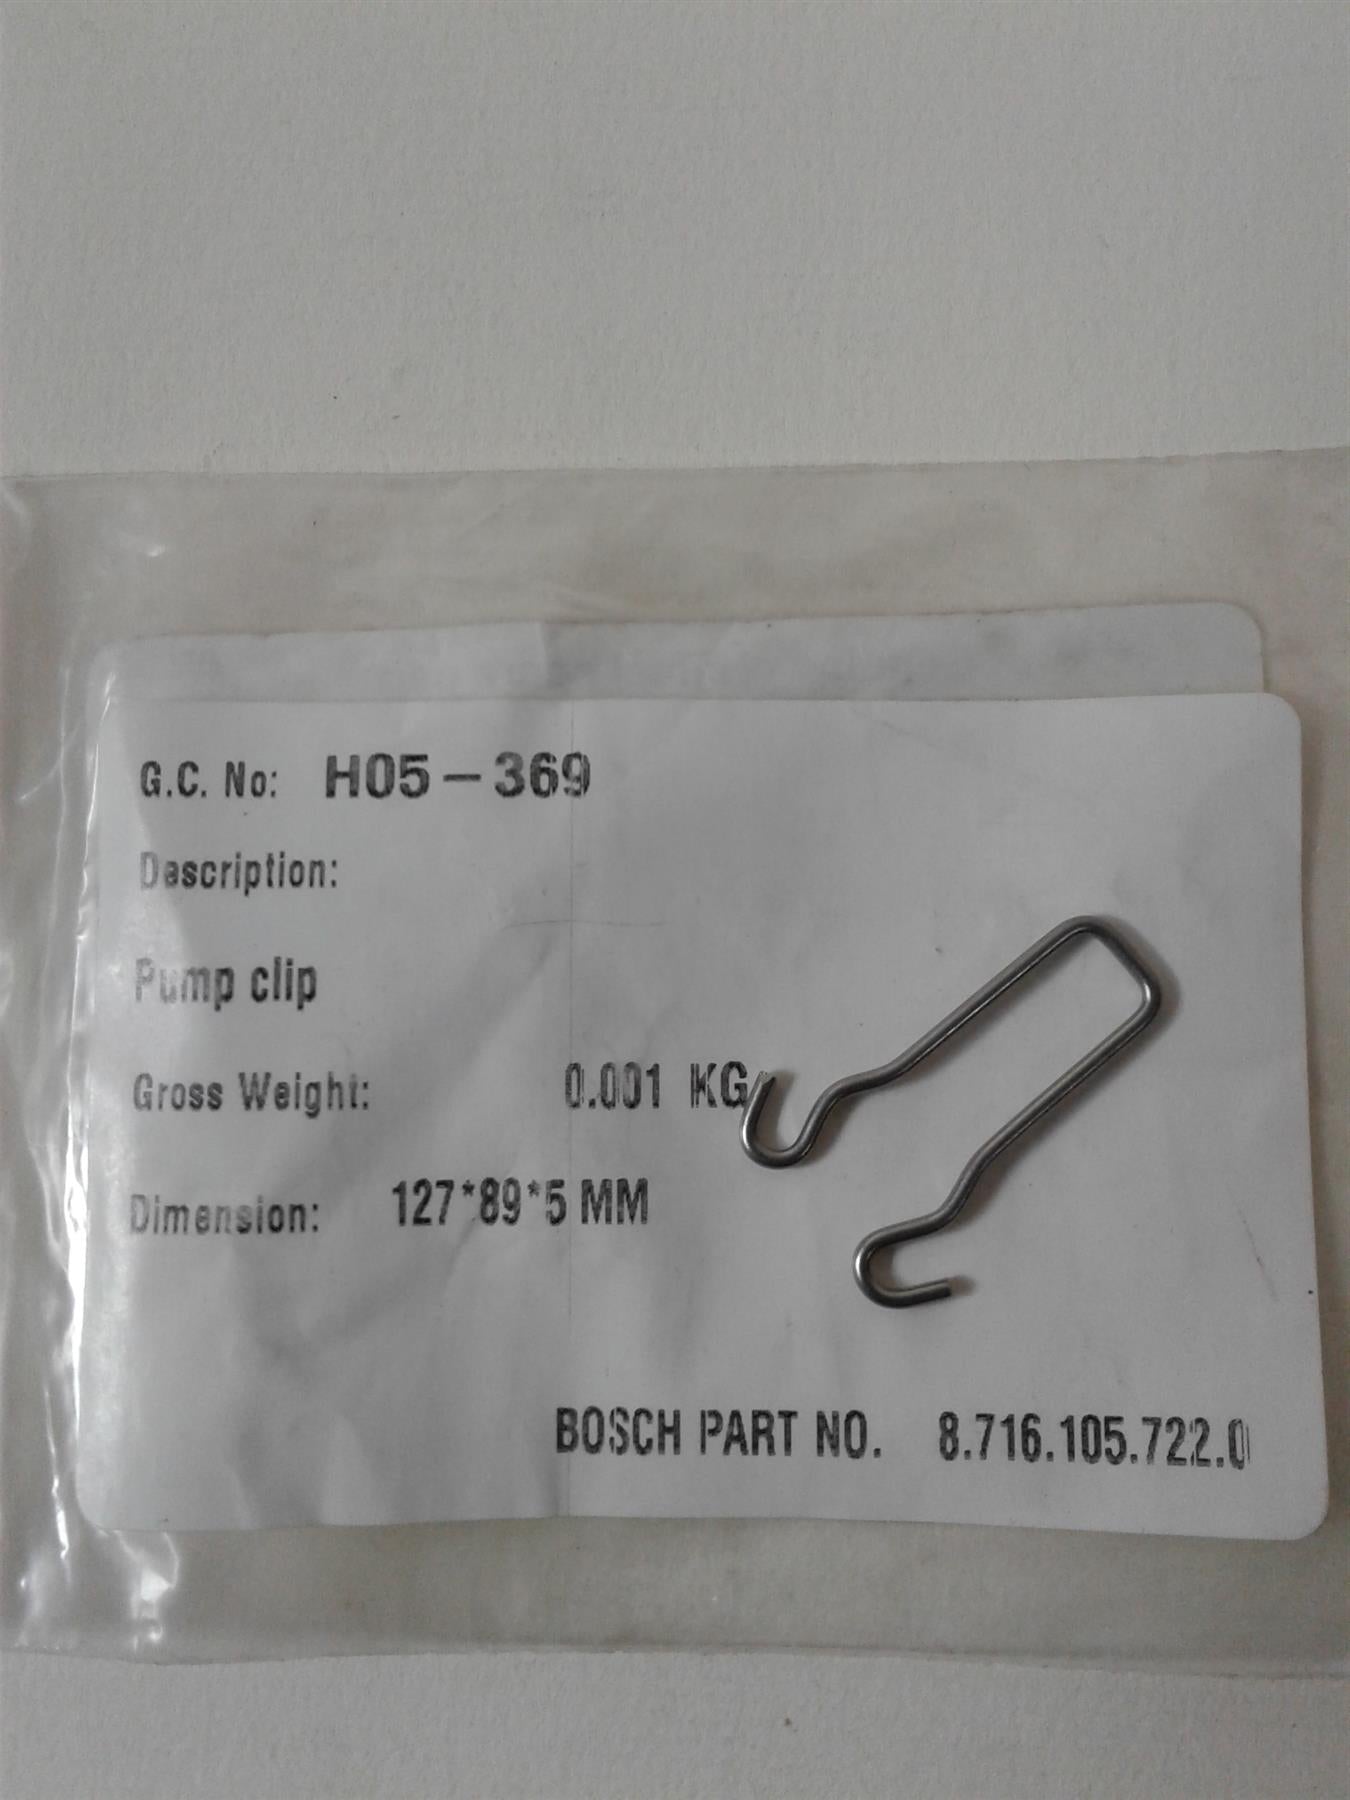 G.C. No: H05-369
Description:
Pump clip
Gross Weight: 0.001 KG
Dimension: 127*89*5 MM
BOSCH PART NO. 8.716.105.722.0